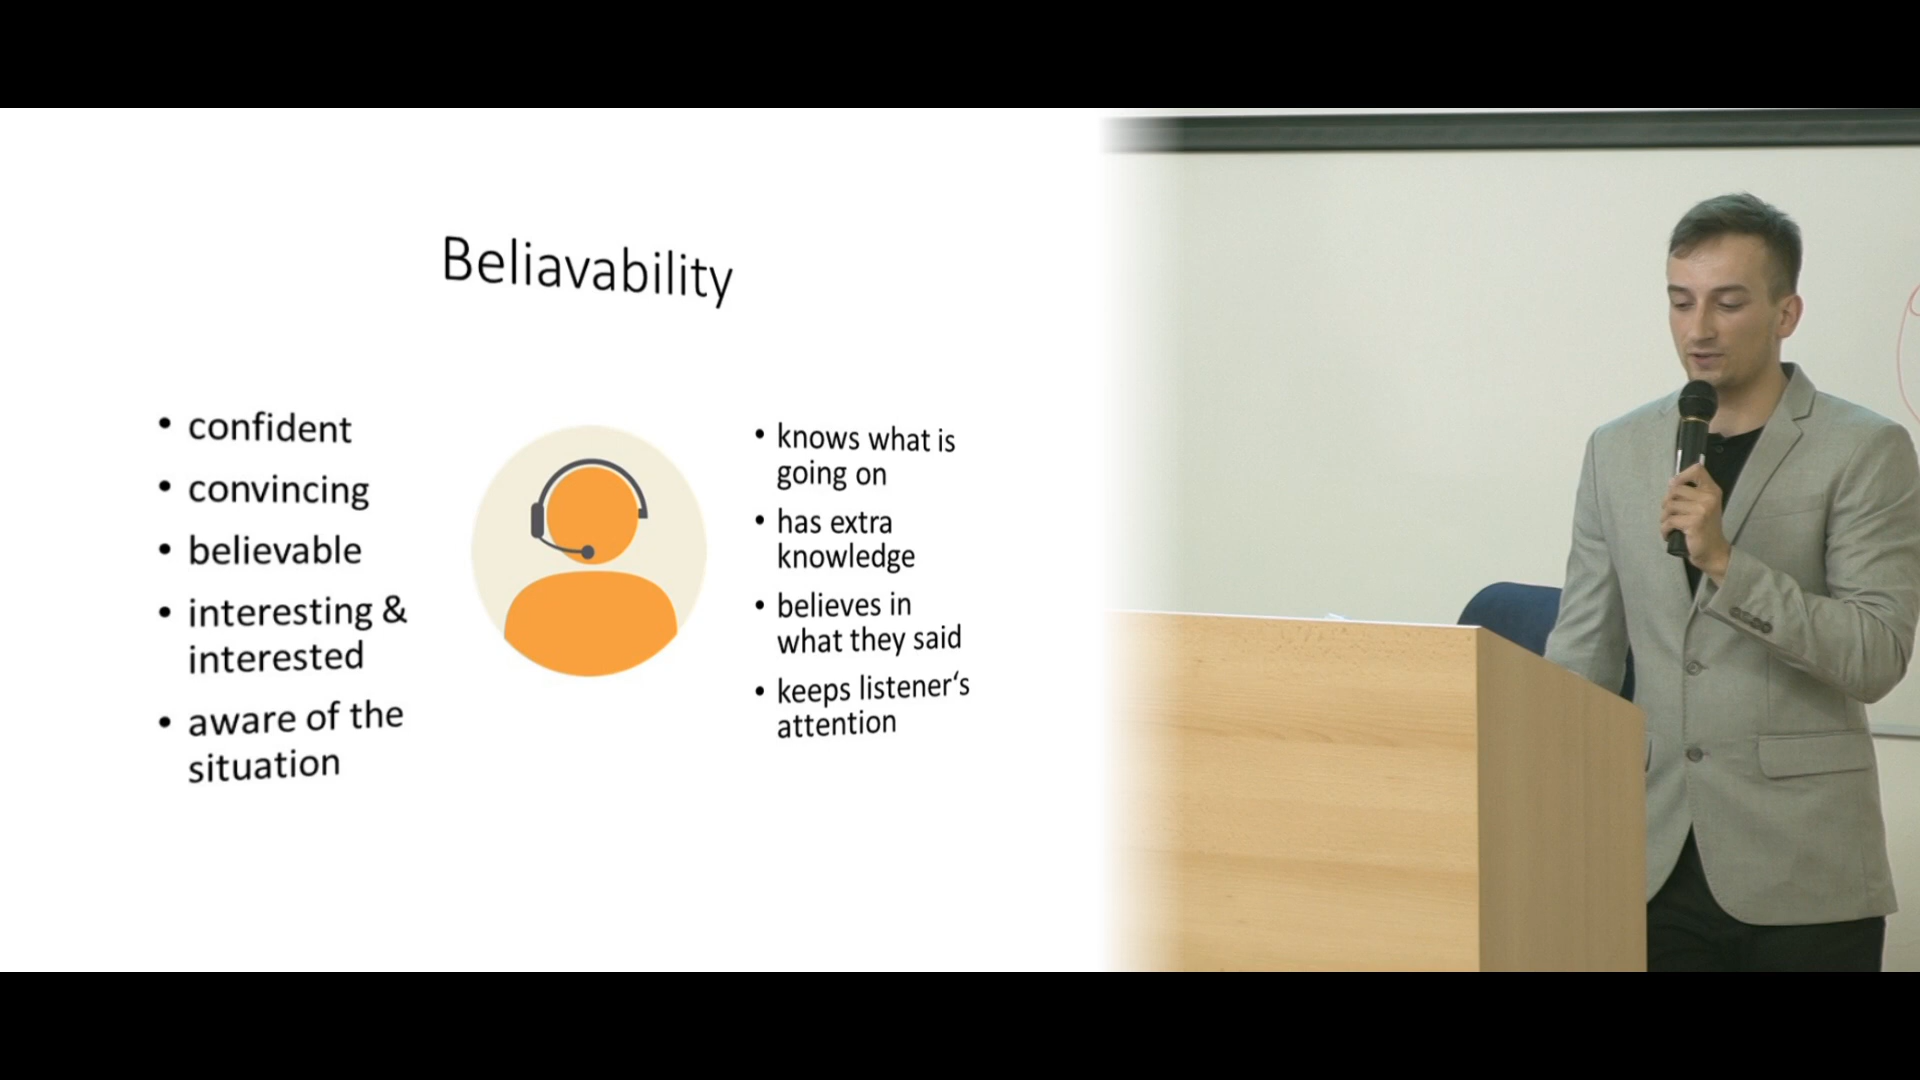 Beliavability
• confident
• convincing
• believable
• interesting &
interested
• aware of the
situation
• knows what is
going on
• has extra
knowledge
• believes in
what they said
• keeps listener‘s
attention